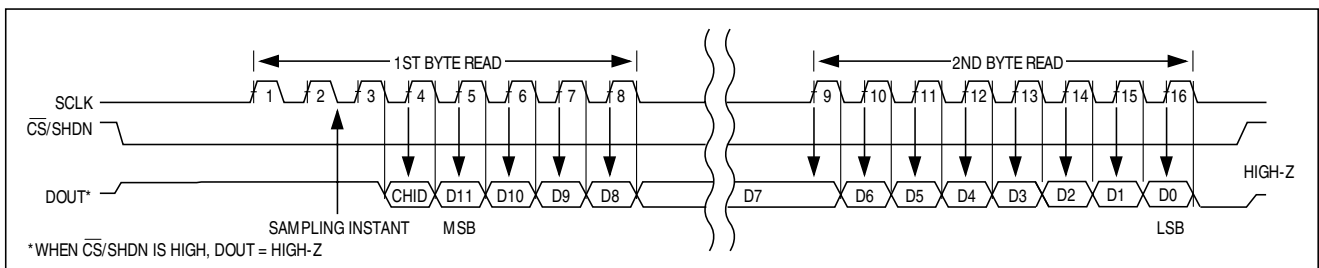 1ST BYTE READ
2ND BYTE READ
SCLK 1 2 3 4 5 6 7 8 9 10 11 12 13 14 15 16
CS/SHDN
HIGH-Z
DOUT* CHID D11 D10 D9 D8 D7 D6 D5 D4 D3 D2 D1 D0
SAMPLING INSTANT MSB LSB
*WHEN CS/SHDN IS HIGH, DOUT = HIGH-Z